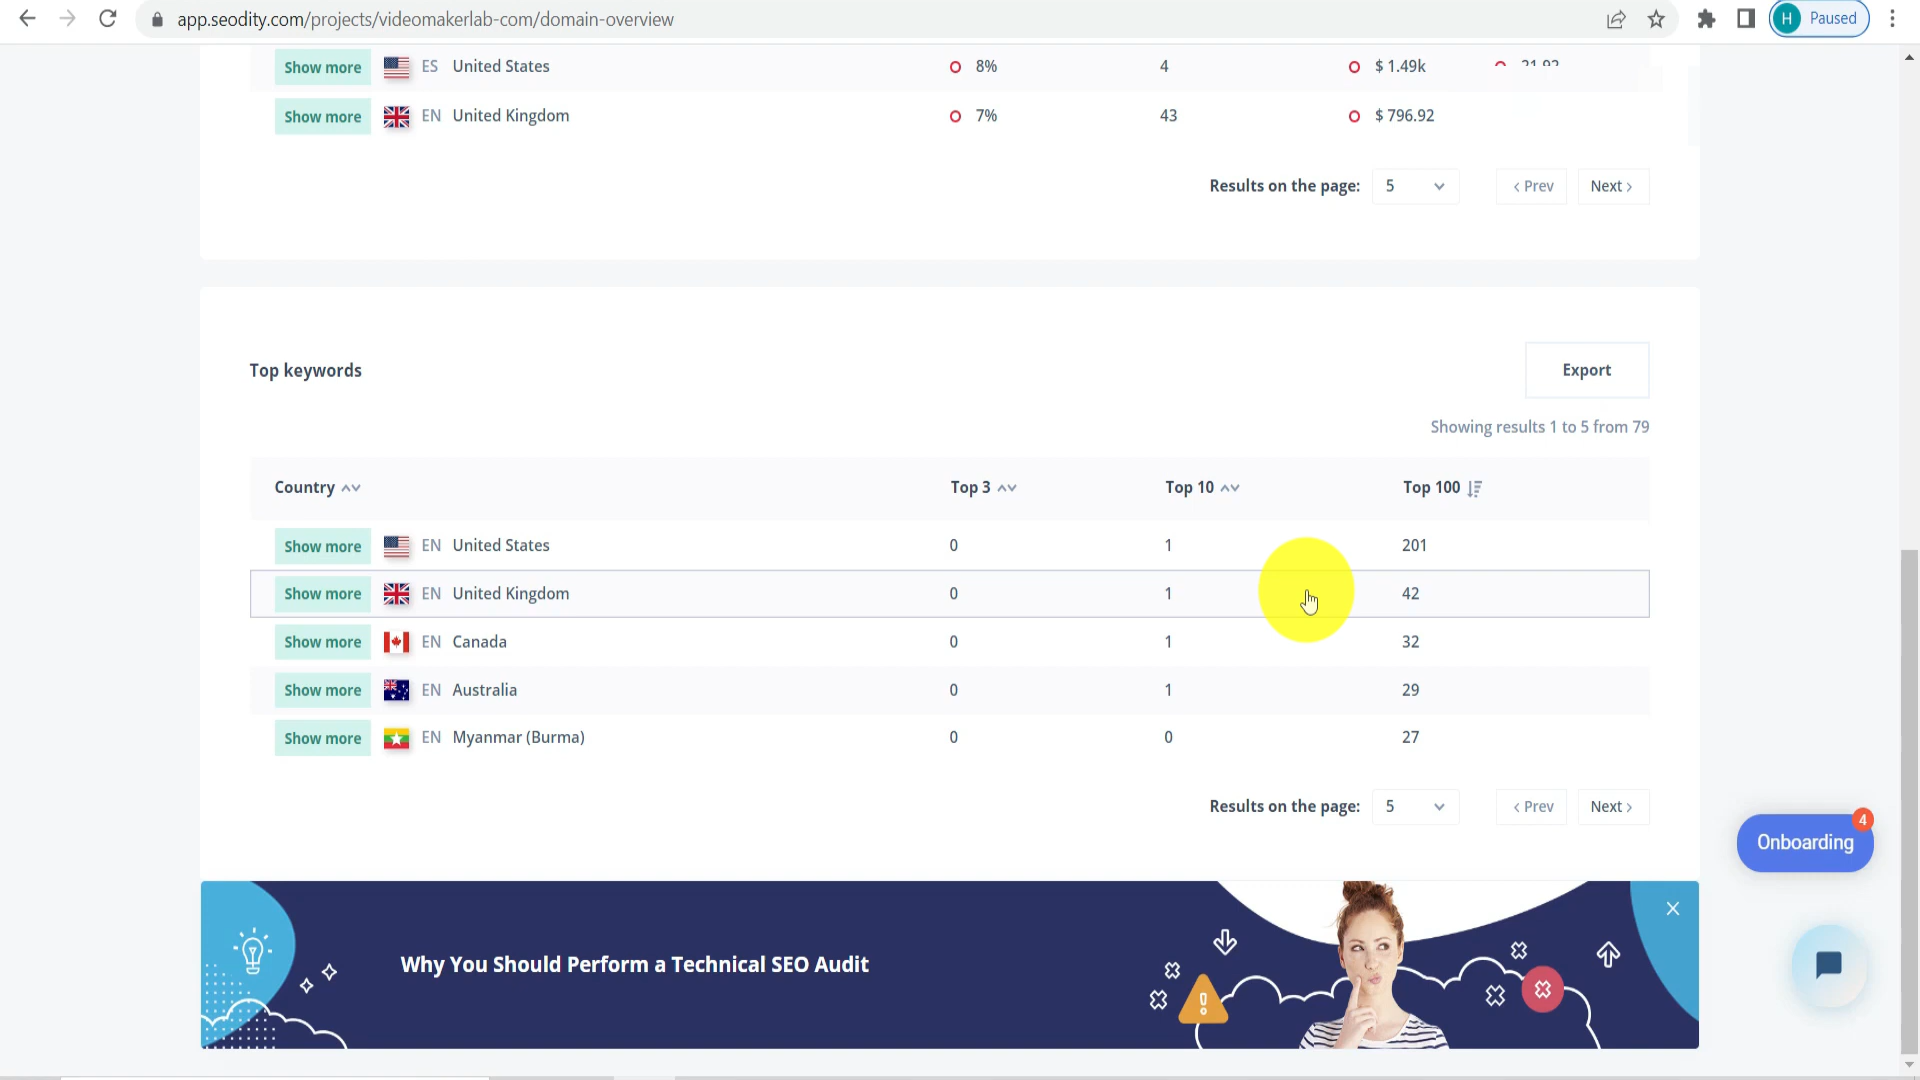 app.seodity.com/projects/videomakerlab-com/domain-overview
H Paused
Show more ES United States 8% 4 $ 1.49k 21.92
Show more EN United Kingdom 7% 43 $ 796.92
Results on the page: 5 Prev Next
Top keywords
Export
Showing results 1 to 5 from 79
Country Top 3 Top 10 Top 100
Show more EN United States 0 1 201
Show more EN United Kingdom 0 1 42
Show more EN Canada 0 1 32
Show more EN Australia 0 1 29
Show more EN Myanmar (Burma) 0 0 27
Results on the page: 5 Prev Next
4
Onboarding
Why You Should Perform a Technical SEO Audit